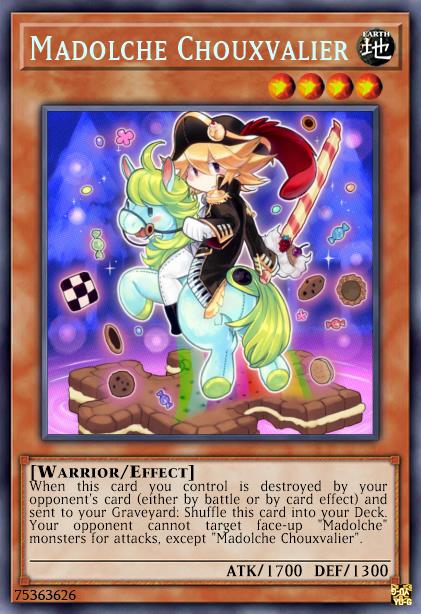 MADOLCHE CHOUXVALIER
EARTH
地
[WARRIOR/EFFECT]
When this card you control is destroyed by your
opponent's card (either by battle or by card effect) and
sent to your Graveyard: Shuffle this card into your Deck.
Your opponent cannot target face-up "Madolche"
monsters for attacks, except "Madolche Chouxvalier".
ATK/1700 DEF/1300
75363626